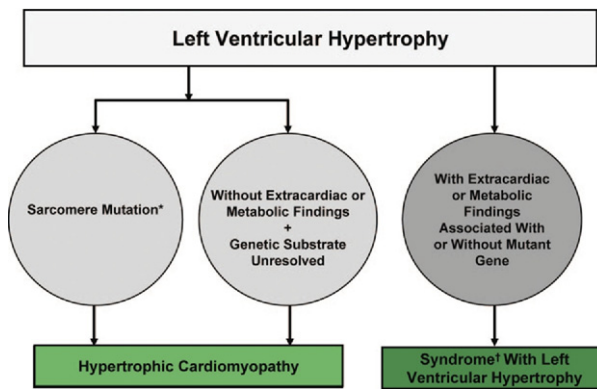 Left Ventricular Hypertrophy
Sarcomere Mutation*
Without Extracardiac or
Metabolic Findings
+
Genetic Substrate
Unresolved
With Extracardiac
or Metabolic
Findings
Associated With
or Without Mutant
Gene
Hypertrophic Cardiomyopathy
Syndrome† With Left
Ventricular Hypertrophy